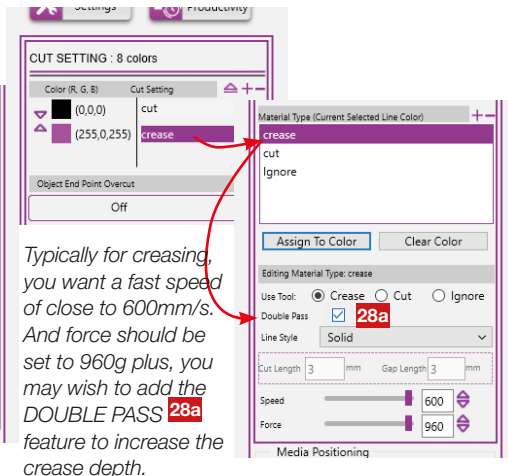 Settings
Productivity
CUT SETTING : 8 colors
Color (R, G, B) Cut Setting
(0,0,0) cut
(255,0,255) crease
Object End Point Overcut
Off
Typically for creasing,
you want a fast speed
of close to 600mm/s.
And force should be
set to 960g plus, you
may wish to add the
DOUBLE PASS 28a
feature to increase the
crease depth.
Material Type (Current Selected Line Color)
crease
cut
Ignore
Assign To Color Clear Color
Editing Material Type: crease
Use Tool: Crease Cut Ignore
Double Pass 28a
Line Style Solid
Cut Length 3 mm Gap Length 3 mm
Speed 600
Force 960
Media Positioning